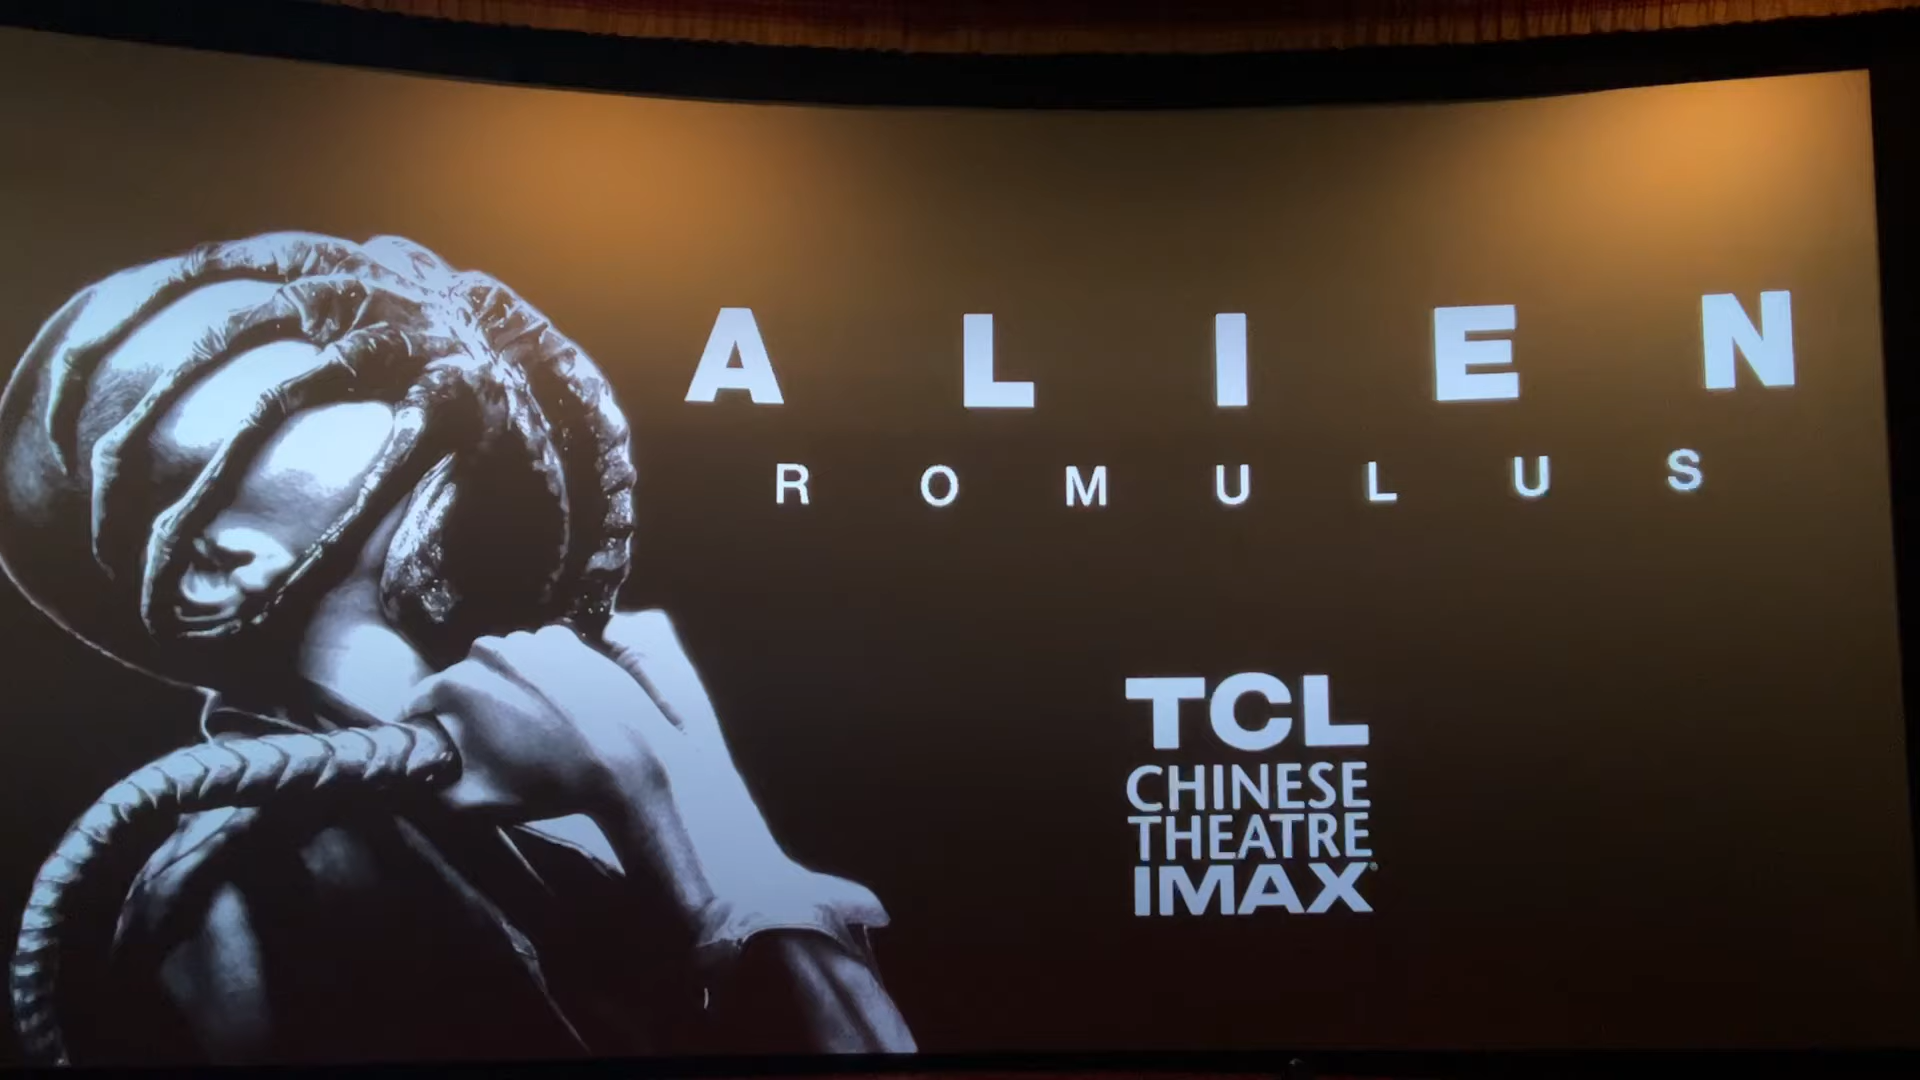 ALIEN
ROMULUS
TCL
CHINESE
THEATRE
IMAX®